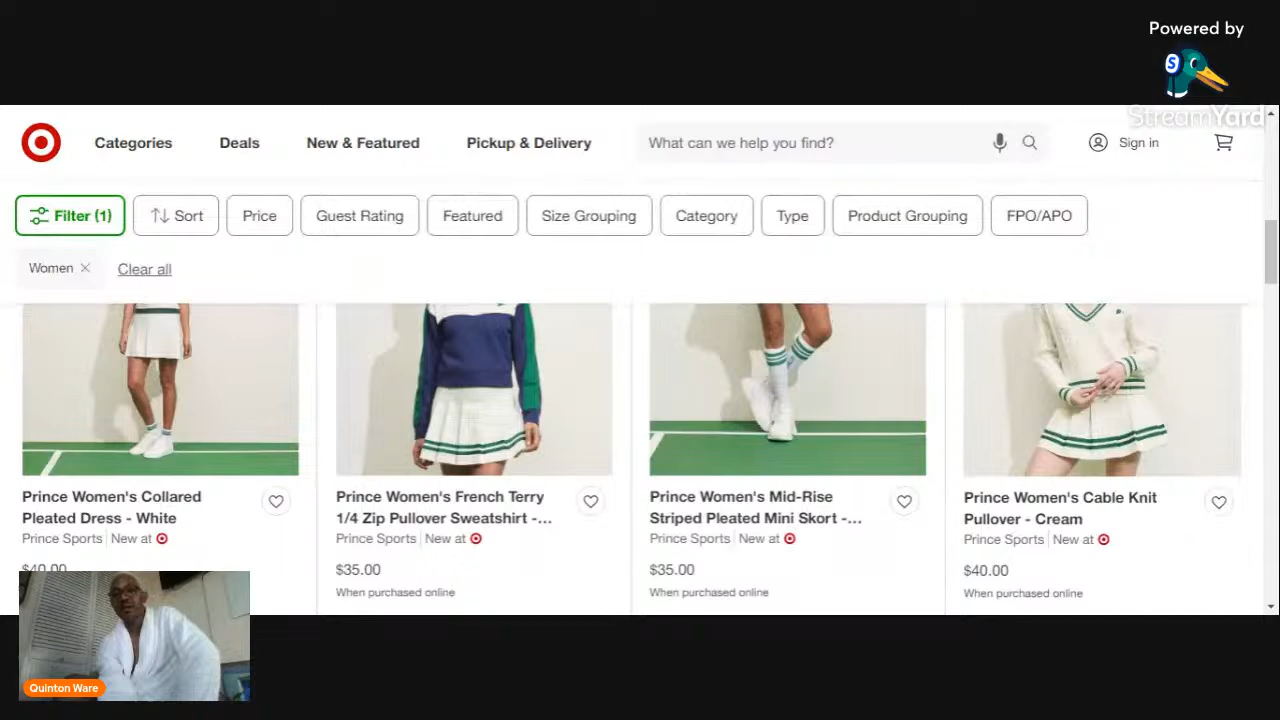 Powered by
S
StreamYard
Categories Deals New & Featured Pickup & Delivery What can we help you find? Sign in
Filter (1) Sort Price Guest Rating Featured Size Grouping Category Type Product Grouping FPO/APO
Women Clear all
Prince Women's Collared
Pleated Dress - White
Prince Sports New at
$40.00
Prince Women's French Terry
1/4 Zip Pullover Sweatshirt -...
Prince Sports New at
$35.00
When purchased online
Prince Women's Mid-Rise
Striped Pleated Mini Skort -...
Prince Sports New at
$35.00
When purchased online
Prince Women's Cable Knit
Pullover - Cream
Prince Sports New at
$40.00
When purchased online
Quinton Ware